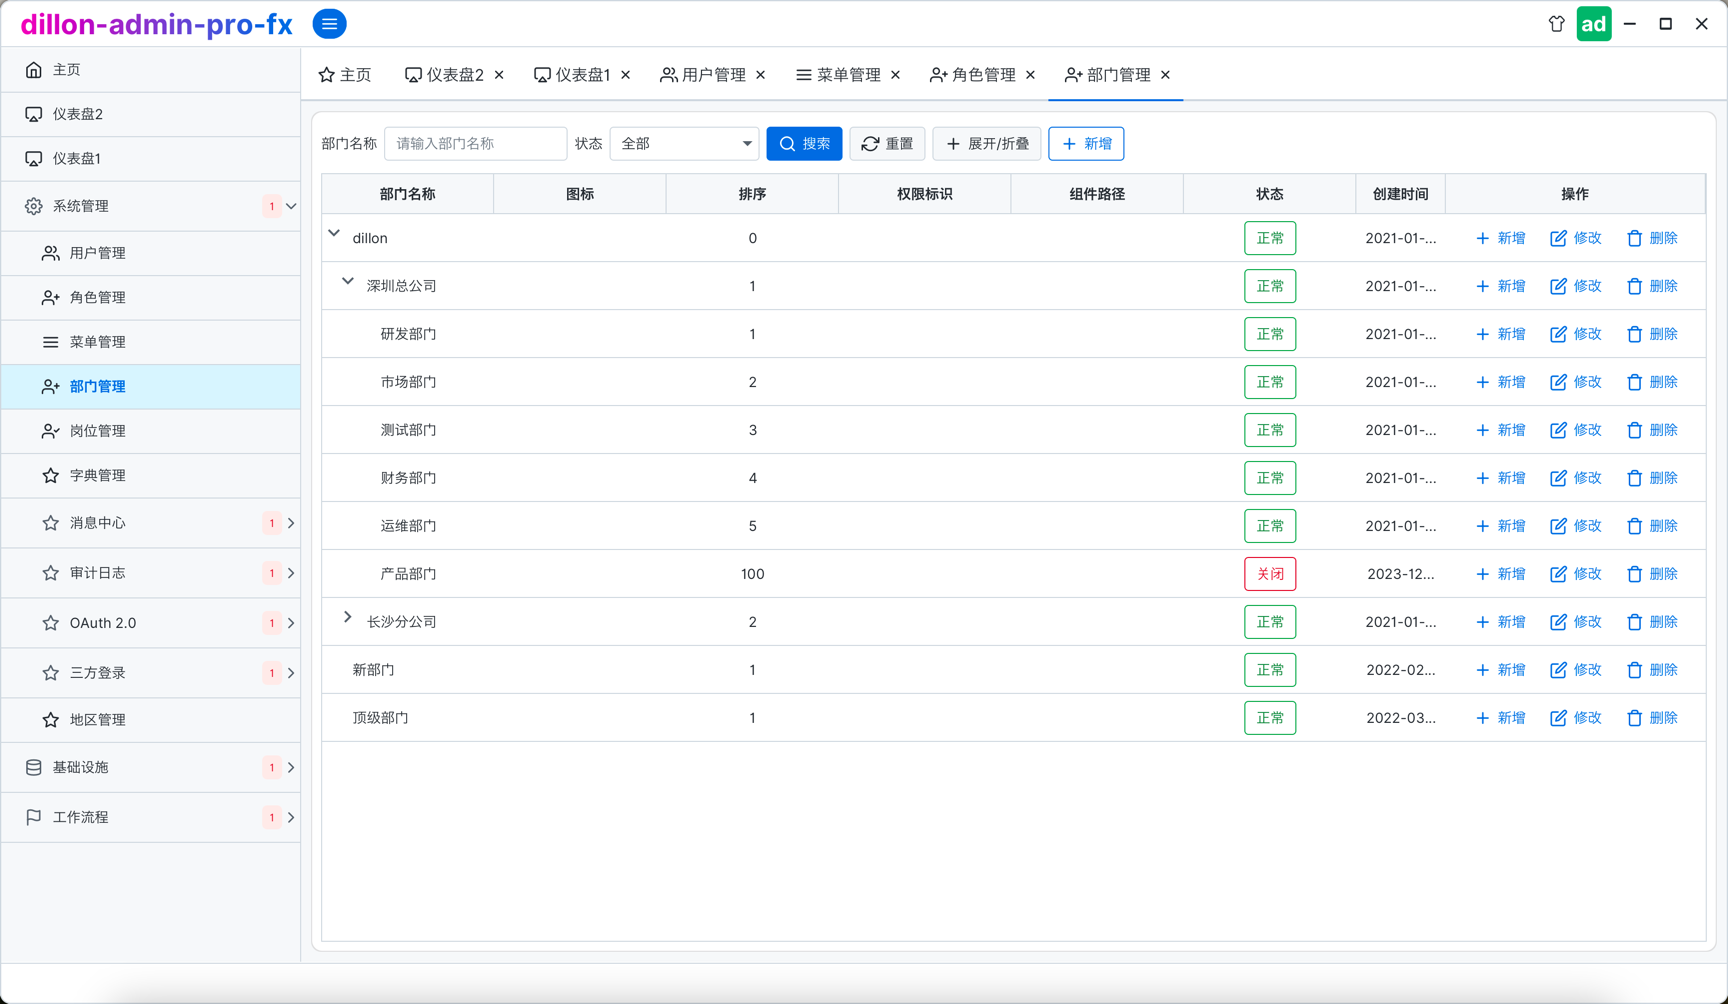 dillon-admin-pro-fx
ad
主页
仪表盘2
仪表盘1
系统管理 1
用户管理
角色管理
菜单管理
部门管理
岗位管理
字典管理
消息中心 1
审计日志 1
OAuth 2.0 1
三方登录 1
地区管理
基础设施 1
工作流程 1
主页 仪表盘2 仪表盘1 用户管理 菜单管理 角色管理 部门管理
部门名称 请输入部门名称 状态 全部 搜索 重置 展开/折叠 新增
部门名称 图标 排序 权限标识 组件路径 状态 创建时间 操作
dillon 0 正常 2021-01-... 新增 修改 删除
深圳总公司 1 正常 2021-01-... 新增 修改 删除
研发部门 1 正常 2021-01-... 新增 修改 删除
市场部门 2 正常 2021-01-... 新增 修改 删除
测试部门 3 正常 2021-01-... 新增 修改 删除
财务部门 4 正常 2021-01-... 新增 修改 删除
运维部门 5 正常 2021-01-... 新增 修改 删除
产品部门 100 关闭 2023-12... 新增 修改 删除
长沙分公司 2 正常 2021-01-... 新增 修改 删除
新部门 1 正常 2022-02... 新增 修改 删除
顶级部门 1 正常 2022-03... 新增 修改 删除